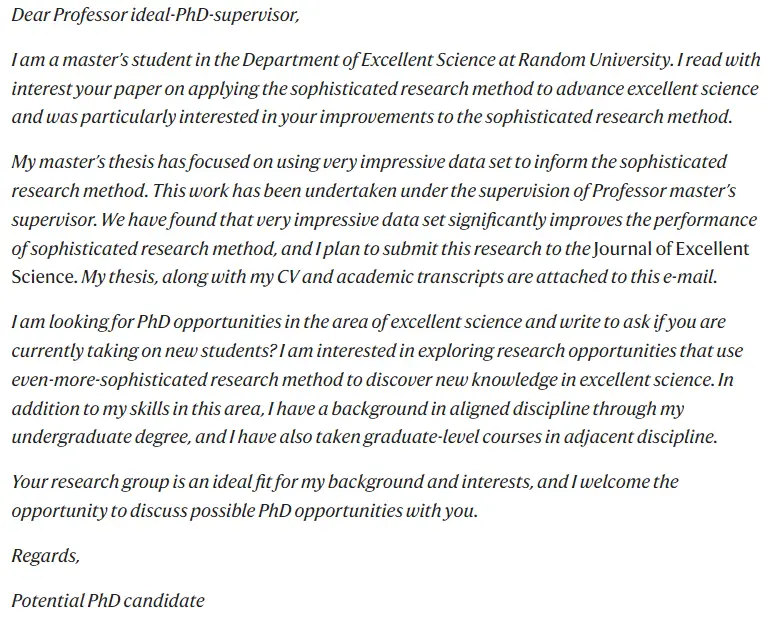 Dear Professor ideal-PhD-supervisor,
I am a master's student in the Department of Excellent Science at Random University. I read with
interest your paper on applying the sophisticated research method to advance excellent science
and was particularly interested in your improvements to the sophisticated research method.
My master's thesis has focused on using very impressive data set to inform the sophisticated
research method. This work has been undertaken under the supervision of Professor master's
supervisor. We have found that very impressive data set significantly improves the performance
of sophisticated research method, and I plan to submit this research to the Journal of Excellent
Science. My thesis, along with my CV and academic transcripts are attached to this e-mail.
I am looking for PhD opportunities in the area of excellent science and write to ask if you are
currently taking on new students? I am interested in exploring research opportunities that use
even-more-sophisticated research method to discover new knowledge in excellent science. In
addition to my skills in this area, I have a background in aligned discipline through my
undergraduate degree, and I have also taken graduate-level courses in adjacent discipline.
Your research group is an ideal fit for my background and interests, and I welcome the
opportunity to discuss possible PhD opportunities with you.
Regards,
Potential PhD candidate